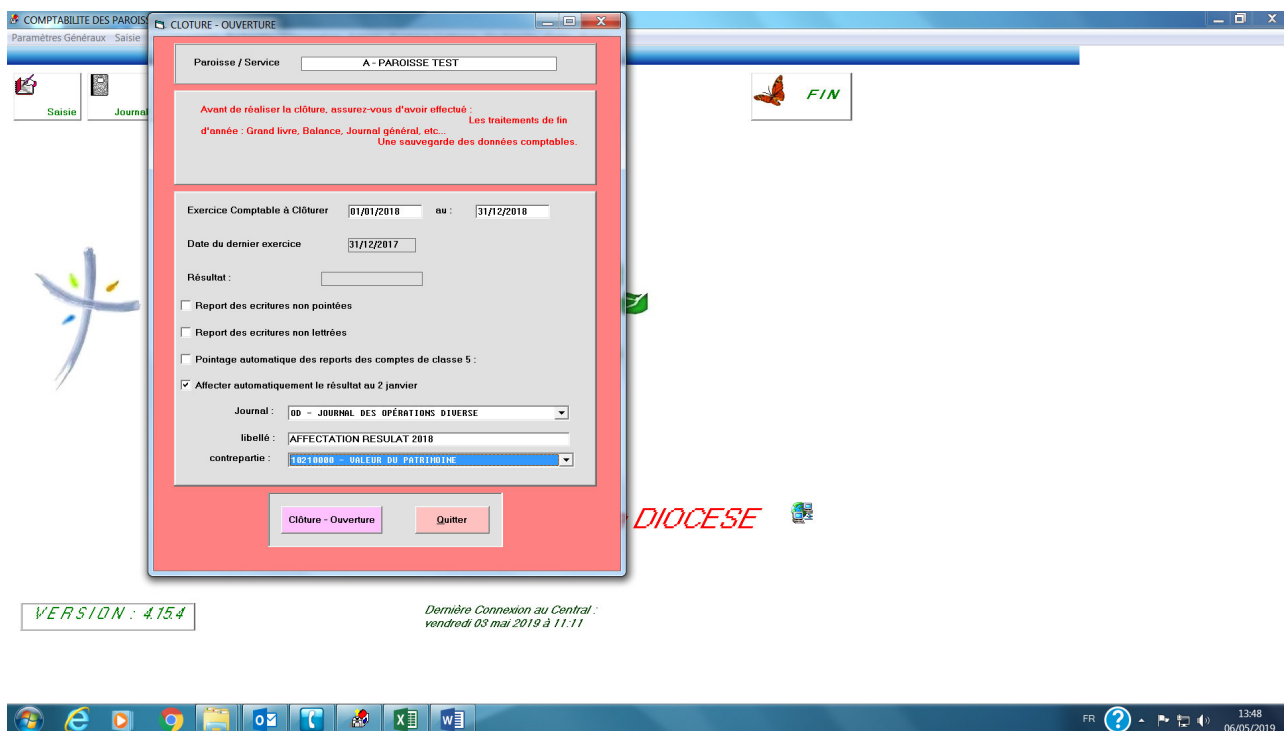 COMPTABILITE DES PAROIS
CLOTURE - OUVERTURE
Paramètres Généraux Saisie
Paroisse / Service A - PAROISSE TEST
Saisie
Journal
FIN
Avant de réaliser la clôture, assurez-vous d'avoir effectué :
Les traitements de fin
d'année : Grand livre, Balance, Journal général, etc...
Une sauvegarde des données comptables.
Exercice Comptable à Clôturer 01/01/2018 au : 31/12/2018
Date du dernier exercice 31/12/2017
Résultat :
Report des ecritures non pointées
Report des ecritures non lettrées
Pointage automatique des reports des comptes de classe 5 :
Affecter automatiquement le résultat au 2 janvier
Journal : OD - JOURNAL DES OPÉRATIONS DIVERSE
libellé : AFFECTATION RESULAT 2018
contrepartie : 10210000 - VALEUR DU PATRIMOINE
Clôture - Ouverture
Quitter
DIOCESE
VERSION : 4.15.4
Dernière Connexion au Central :
vendredi 03 mai 2019 à 11:11
FR
13:48
06/05/2019